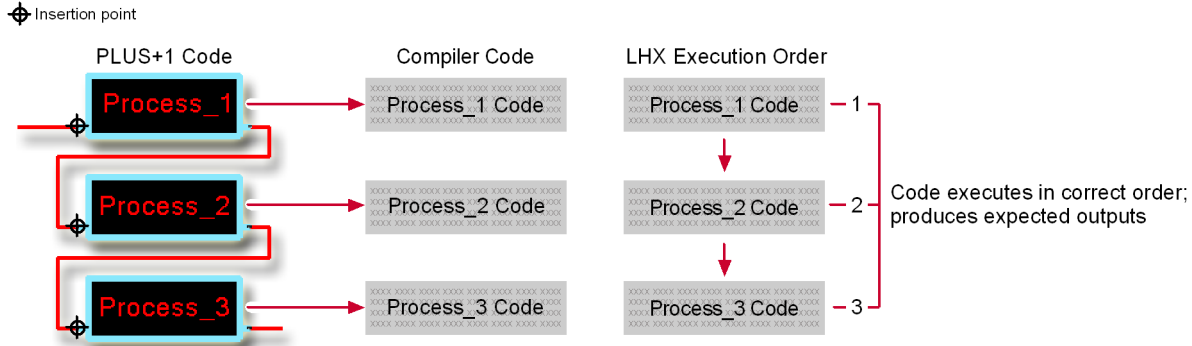 Insertion point
PLUS+1 Code
Compiler Code
LHX Execution Order
Process_1
Process_1 Code
Process_1 Code
1
Process_2
Process_2 Code
Process_2 Code
2
Code executes in correct order;
produces expected outputs
Process_3
Process_3 Code
Process_3 Code
3